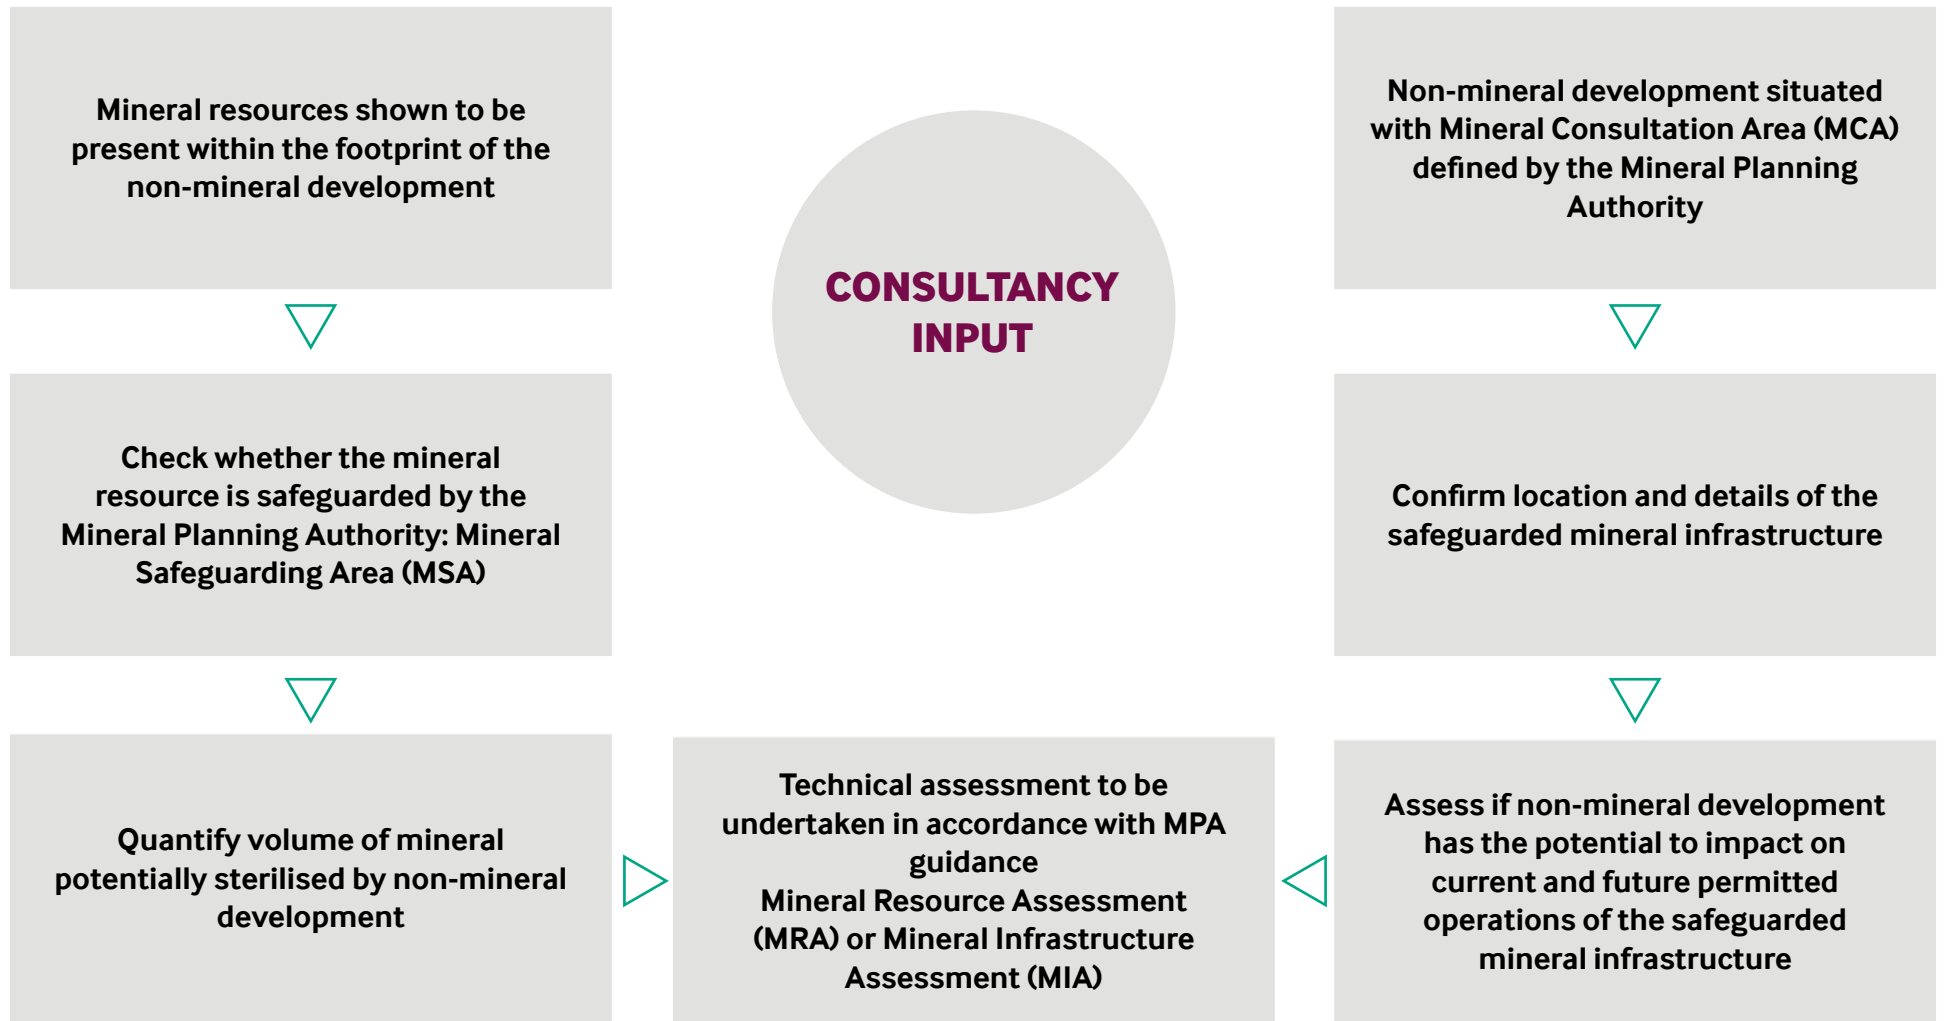 Mineral resources shown to be
present within the footprint of the
non-mineral development
Check whether the mineral
resource is safeguarded by the
Mineral Planning Authority: Mineral
Safeguarding Area (MSA)
Quantify volume of mineral
potentially sterilised by non-mineral
development
CONSULTANCY
INPUT
Technical assessment to be
undertaken in accordance with MPA
guidance
Mineral Resource Assessment
(MRA) or Mineral Infrastructure
Assessment (MIA)
Non-mineral development situated
with Mineral Consultation Area (MCA)
defined by the Mineral Planning
Authority
Confirm location and details of the
safeguarded mineral infrastructure
Assess if non-mineral development
has the potential to impact on
current and future permitted
operations of the safeguarded
mineral infrastructure